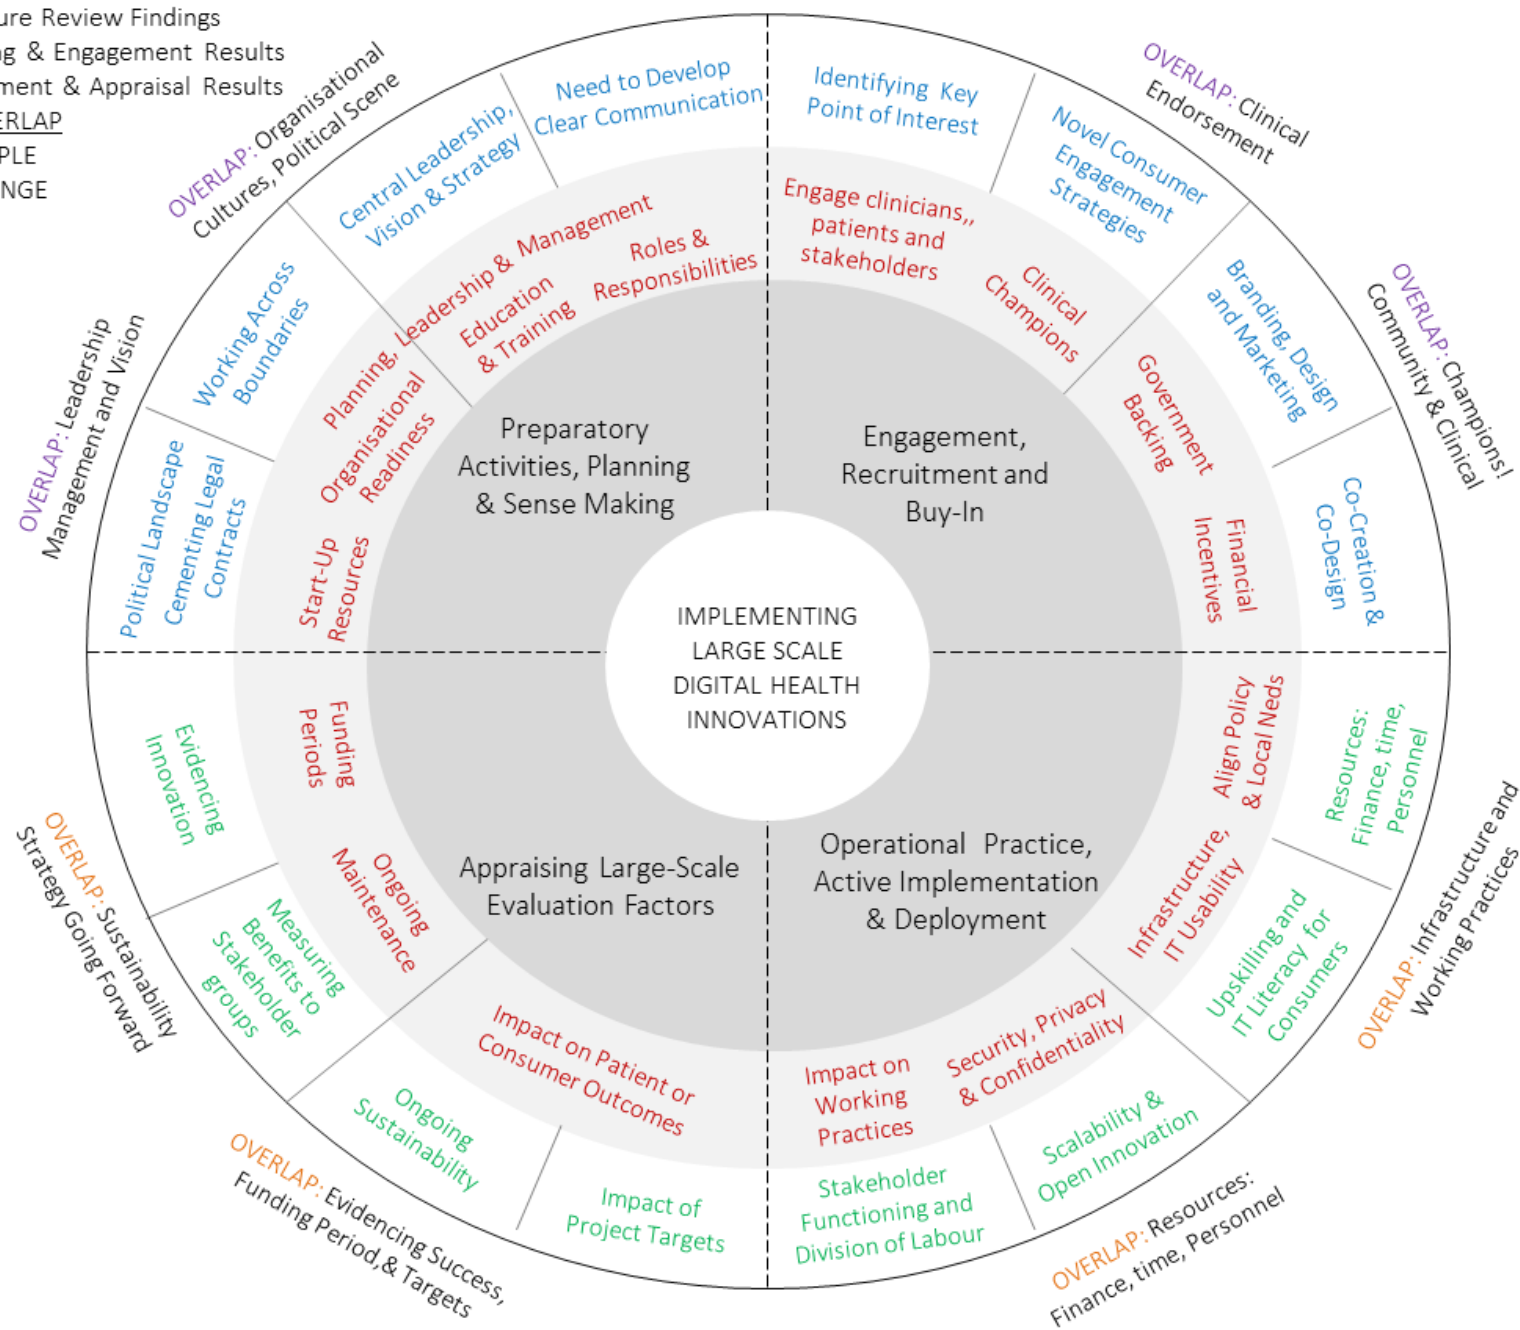 ure Review Findings
ng & Engagement Results
ment & Appraisal Results
ERLAP
PLE
NGE
OVERLAP: Organisational
Cultures, Political Scene
OVERLAP: Leadership
Management and Vision
OVERLAP: Clinical
Endorsement
OVERLAP: Champions!
Community & Clinical
Political Landscape
Cementing Legal
Contracts
Working Across
Boundaries
Central Leadership,
Vision & Strategy
Need to Develop
Clear Communication
Identifying Key
Point of Interest
Novel Consumer
Engagement
Strategies
Branding, Design
and Marketing
Co-Creation &
Co-Design
Start-Up
Resources
Organisational
Readiness
Planning, Leadership & Management
Education
& Training
Roles &
Responsibilities
Engage clinicians,,
patients and
stakeholders
Clinical
Champions
Government
Backing
Financial
Incentives
Preparatory
Activities, Planning
& Sense Making
Engagement,
Recruitment and
Buy-In
IMPLEMENTING
LARGE SCALE
DIGITAL HEALTH
INNOVATIONS
Appraising Large-Scale
Evaluation Factors
Operational Practice,
Active Implementation
& Deployment
Align Policy
& Local Neds
Infrastructure,
IT Usability
Security, Privacy
& Confidentiality
Impact on
Working
Practices
Impact on Patient or
Consumer Outcomes
Ongoing
Maintenance
Funding
Periods
Resources:
Finance, time,
Personnel
Upskilling and
IT Literacy for
Consumers
Scalability &
Open Innovation
Stakeholder
Functioning and
Division of Labour
Impact of
Project Targets
Ongoing
Sustainability
Measuring
Benefits to
Stakeholder
groups
Evidencing
Innovation
OVERLAP: Infrastructure and
Working Practices
OVERLAP: Resources:
Finance, time, Personnel
OVERLAP: Evidencing Success,
Funding Period,& Targets
OVERLAP: Sustainability
Strategy Going Forward